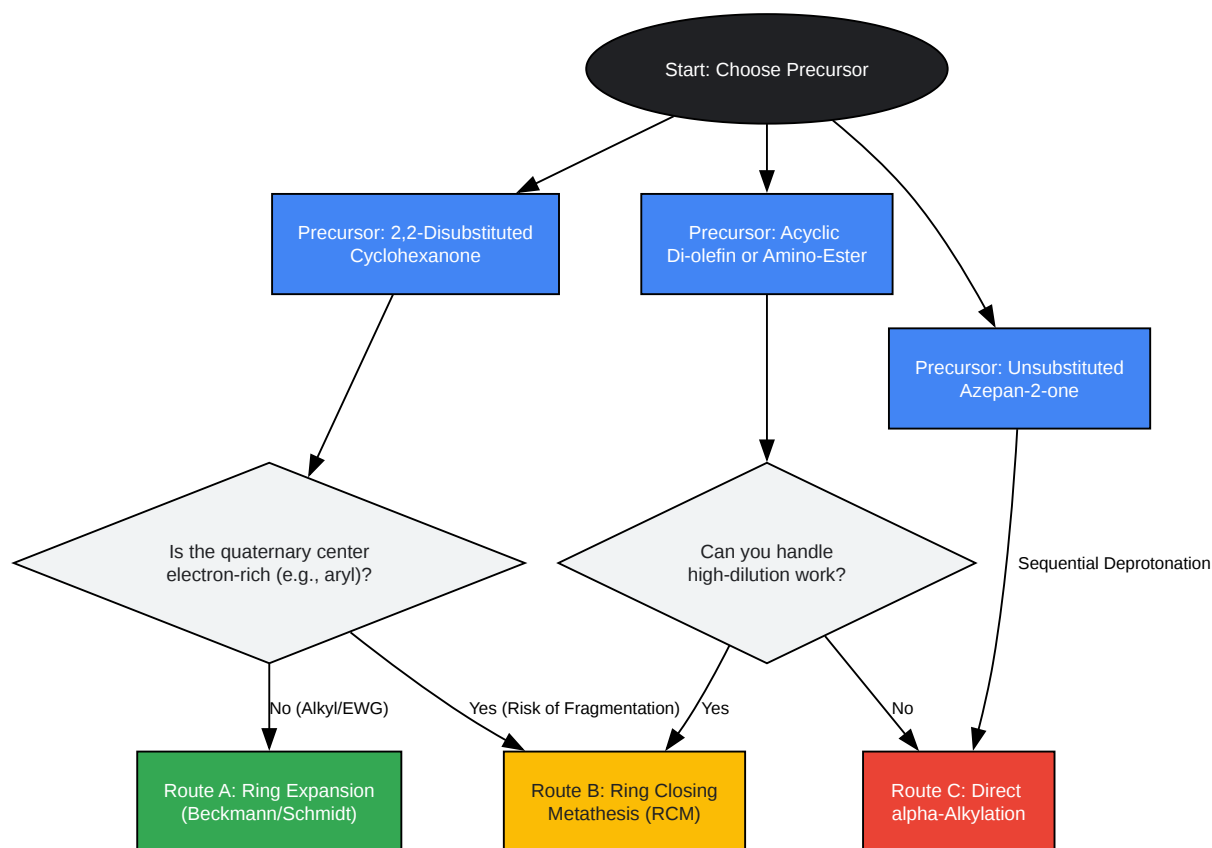 Start: Choose Precursor
Precursor: 2,2-Disubstituted
Cyclohexanone
Precursor: Acyclic
Di-olefin or Amino-Ester
Precursor: Unsubstituted
Azepan-2-one
Is the quaternary center
electron-rich (e.g., aryl)?
Can you handle
high-dilution work?
Sequential Deprotonation
No (Alkyl/EWG)
Yes (Risk of Fragmentation)
Yes
No
Route A: Ring Expansion
(Beckmann/Schmidt)
Route B: Ring Closing
Metathesis (RCM)
Route C: Direct
alpha-Alkylation